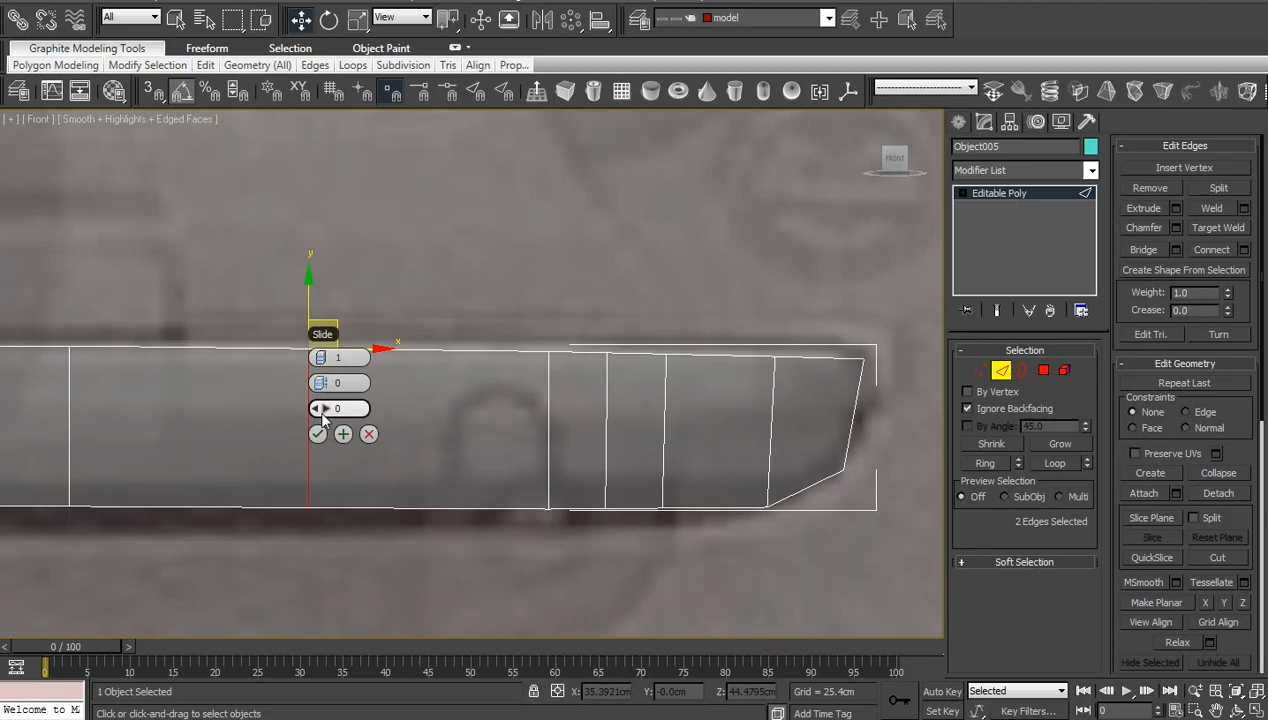 All
View
model
Graphite Modeling Tools Freeform Selection Object Paint
Polygon Modeling Modify Selection Edit Geometry (All) Edges Loops Subdivision Tris Align Prop...
3 % XY
[ + ] [ Front ] [ Smooth + Highlights + Edged Faces ]
FRONT
y
x
Slide
1
0
0
Object005
Modifier List
Editable Poly
- Selection
By Vertex
Ignore Backfacing
By Angle: 45.0
Shrink Grow
Ring Loop
Preview Selection
Off SubObj Multi
2 Edges Selected
+ Soft Selection
- Edit Edges
Insert Vertex
Remove Split
Extrude Weld
Chamfer Target Weld
Bridge Connect
Create Shape From Selection
Weight: 1.0
Crease: 0.0
Edit Tri. Turn
- Edit Geometry
Repeat Last
Constraints
None Edge
Face Normal
Preserve UVs
Create Collapse
Attach Detach
Slice Plane Split
Slice Reset Plane
QuickSlice Cut
MSmooth Tessellate
Make Planar X Y Z
View Align Grid Align
Relax
Hide Selected Unhide All
< 0 / 100 >
0 5 10 15 20 25 30 35 40 45 50 55 60 65 70 75 80 85 90 95 100
1 Object Selected X: 35.3921cm Y: -0.0cm Z: 44.4795cm Grid = 25.4cm Auto Key Selected
Welcome to M Click or click-and-drag to select objects Add Time Tag Set Key Key Filters... 0